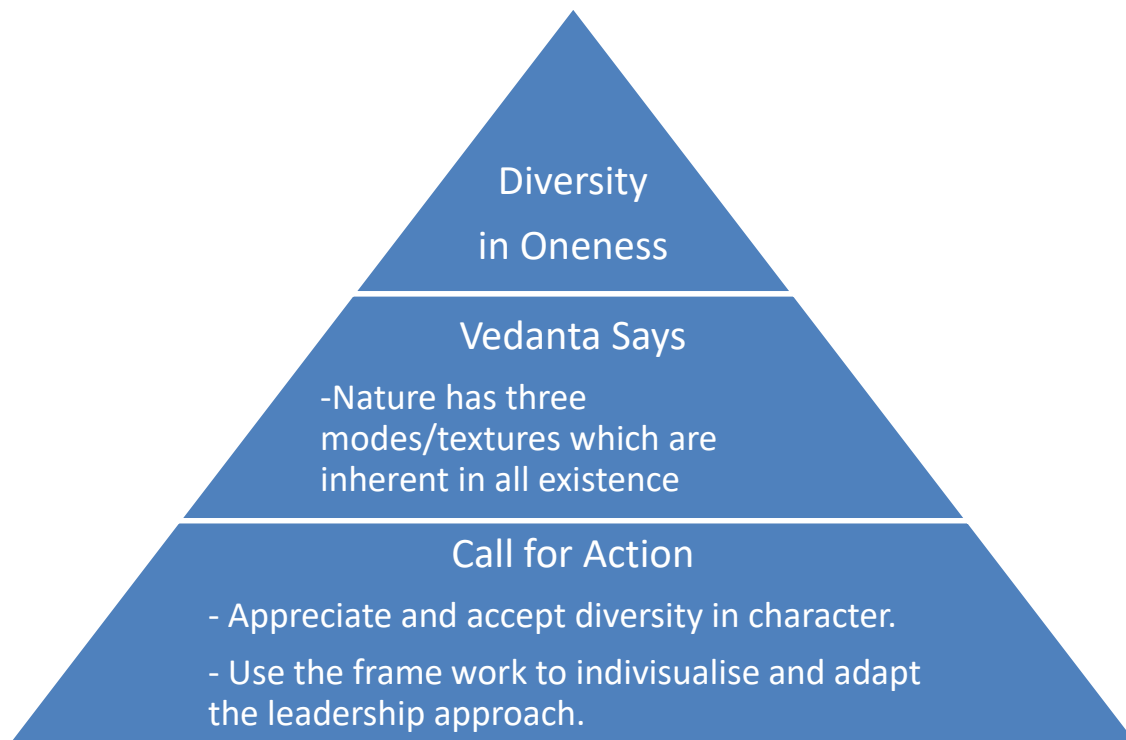 Diversity
in Oneness
Vedanta Says
-Nature has three
modes/textures which are
inherent in all existence
Call for Action
- Appreciate and accept diversity in character.
- Use the frame work to indivisualise and adapt
the leadership approach.